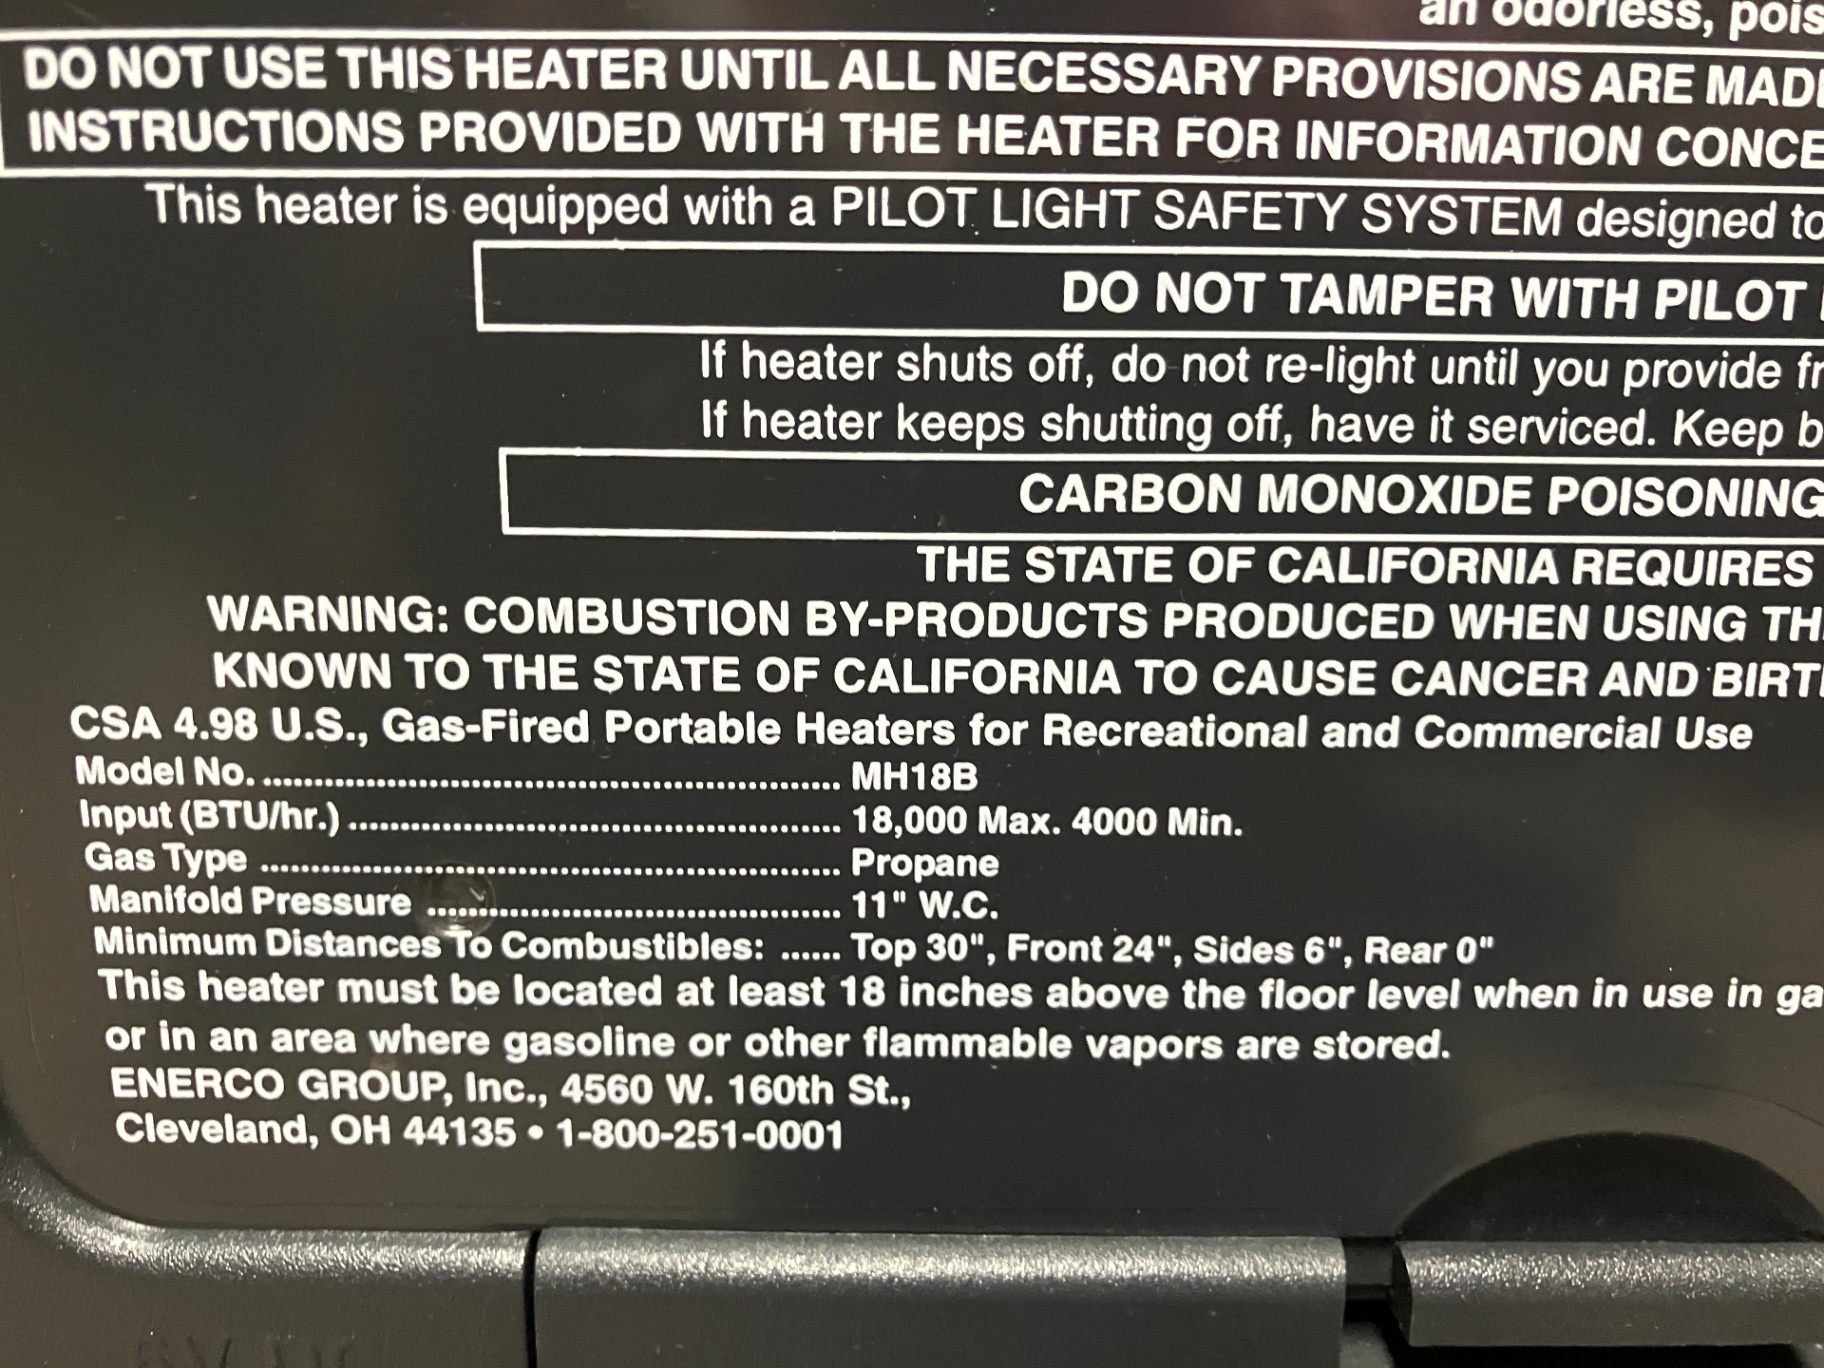 an odorless, pois
DO NOT USE THIS HEATER UNTIL ALL NECESSARY PROVISIONS ARE MADE
INSTRUCTIONS PROVIDED WITH THE HEATER FOR INFORMATION CONCE
This heater is equipped with a PILOT LIGHT SAFETY SYSTEM designed to
DO NOT TAMPER WITH PILOT
If heater shuts off, do not re-light until you provide fr
If heater keeps shutting off, have it serviced. Keep b
CARBON MONOXIDE POISONING
THE STATE OF CALIFORNIA REQUIRES
WARNING: COMBUSTION BY-PRODUCTS PRODUCED WHEN USING TH
KNOWN TO THE STATE OF CALIFORNIA TO CAUSE CANCER AND BIRT
CSA 4.98 U.S., Gas-Fired Portable Heaters for Recreational and Commercial Use
Model No. ........ MH18B
Input (BTU/hr.) ........ 18,000 Max. 4000 Min.
Gas Type ........ Propane
Manifold Pressure ........ 11" W.C.
Minimum Distances To Combustibles: ...... Top 30", Front 24", Sides 6", Rear 0"
This heater must be located at least 18 inches above the floor level when in use in ga
or in an area where gasoline or other flammable vapors are stored.
ENERCO GROUP, Inc., 4560 W. 160th St.,
Cleveland, OH 44135 • 1-800-251-0001